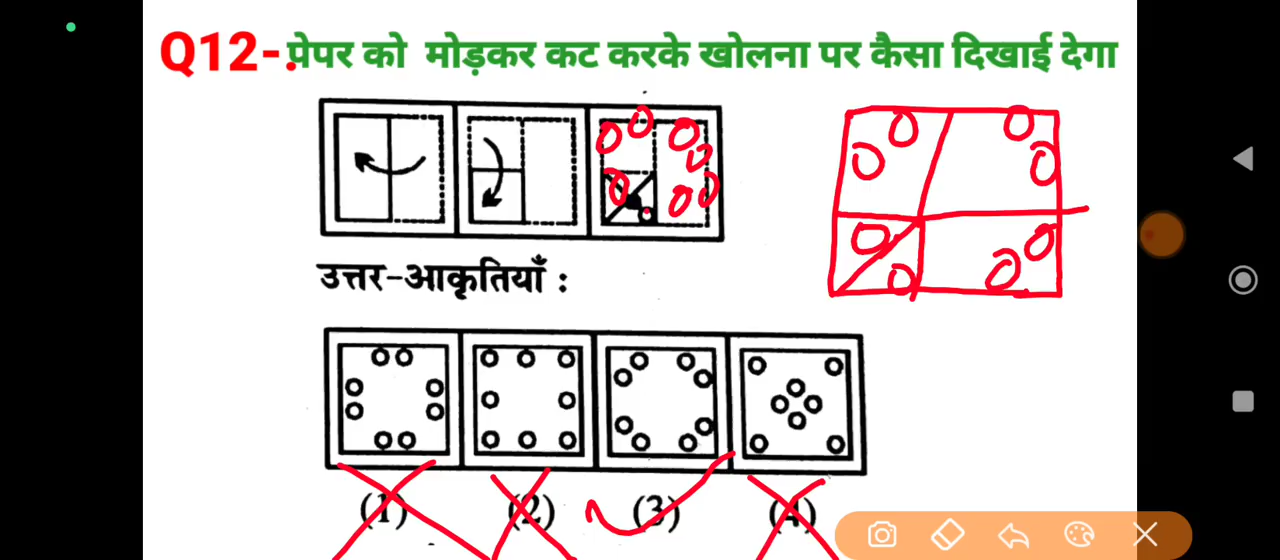 Q12-. पेपर को मोड़कर कट करके खोलना पर कैसा दिखाई देगा
उत्तर-आकृतियाँ :
(1) (2) (3) (4)